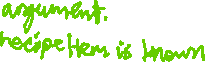 argument.
recipeItem is known